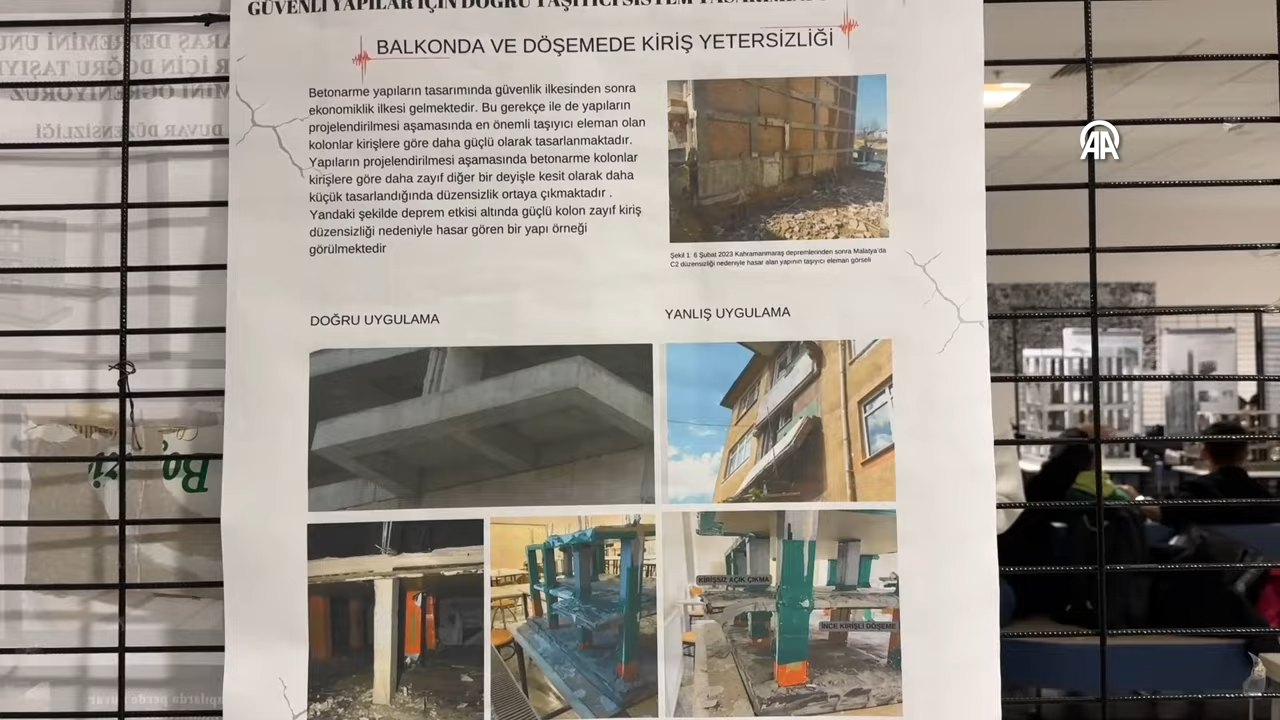 GÜVENLİ YAPILAR İÇİN DOĞRU TAŞIYICI SİSTEM
BALKONDA VE DÖŞEMEDE KİRİŞ YETERSİZLİĞİ
Betonarme yapıların tasarımında güvenlik ilkesinden sonra
ekonomiklik ilkesi gelmektedir. Bu gerekçe ile de yapıların
projelendirilmesi aşamasında en önemli taşıyıcı eleman olan
kolonlar kirişlere göre daha güçlü olarak tasarlanmaktadır.
Yapıların projelendirilmesi aşamasında betonarme kolonlar
kirişlere göre daha zayıf diğer bir deyişle kesit olarak daha
küçük tasarlandığında düzensizlik ortaya çıkmaktadır .
Yandaki şekilde deprem etkisi altında güçlü kolon zayıf kiriş
düzensizliği nedeniyle hasar gören bir yapı örneği
görülmektedir
Şekil 1. 6 Şubat 2023 Kahramanmaraş depremlerinden sonra Malatya'da
C2 düzensizliği nedeniyle hasar alan yapının taşıyıcı eleman görseli
DOĞRU UYGULAMA
YANLIŞ UYGULAMA
KİRİŞSİZ AÇIK ÇIKMA
İNCE KİRİŞLİ DÖŞEME
AA